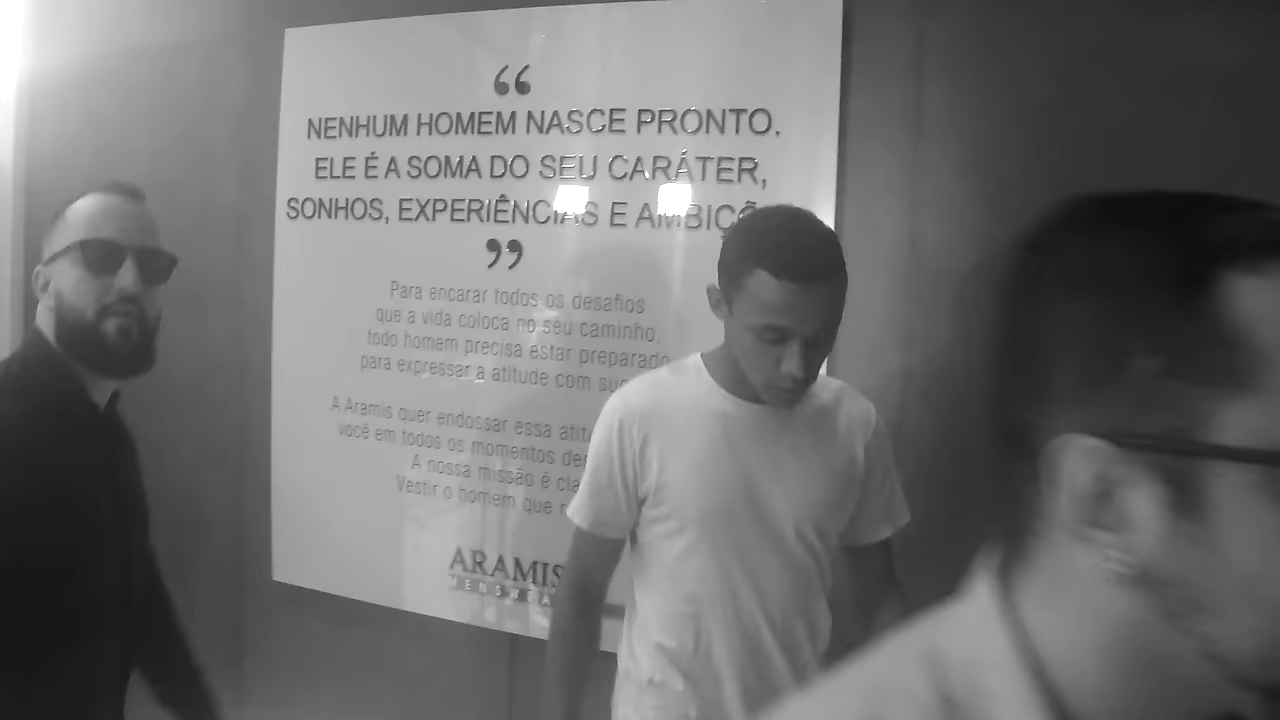 “
NENHUM HOMEM NASCE PRONTO.
ELE É A SOMA DO SEU CARÁTER,
SONHOS, EXPERIÊNCIAS E
”
Para encarar todos os desafios
que a vida coloca no seu caminho,
todo homem precisa estar preparado
para expressar a atitude com
A Aramis quer endossar essa
você em todos os momentos
A nossa missão é
Vestir o homem que
ARAMIS